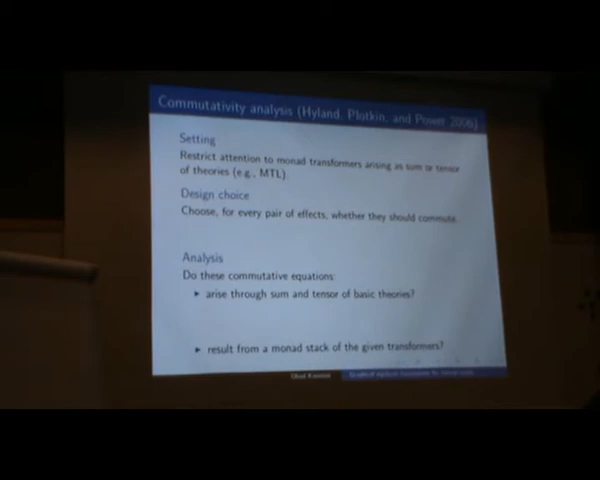 Commutativity analysis (Hyland, Plotkin, and Power 2006)
Setting
Restrict attention to monad transformers arising as sum or tensor
of theories (e.g., MTL).
Design choice
Choose, for every pair of effects, whether they should commute.
Analysis
Do these commutative equations:
▶ arise through sum and tensor of basic theories?
▶ result from a monad stack of the given transformers?
Ohad Kammar